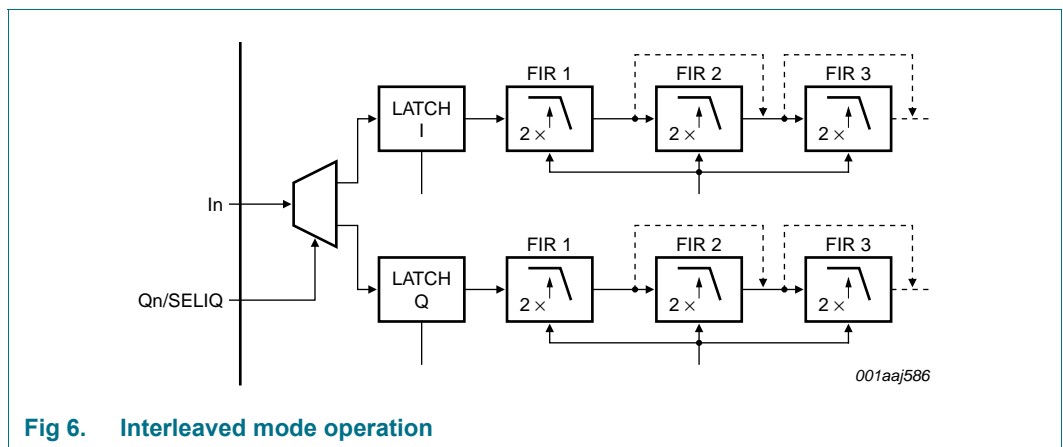 FIR 1 FIR 2 FIR 3
LATCH
I
2 × 2 × 2 ×
In
FIR 1 FIR 2 FIR 3
LATCH
Q
Qn/SELIQ
2 × 2 × 2 ×
001aaj586
Fig 6. Interleaved mode operation